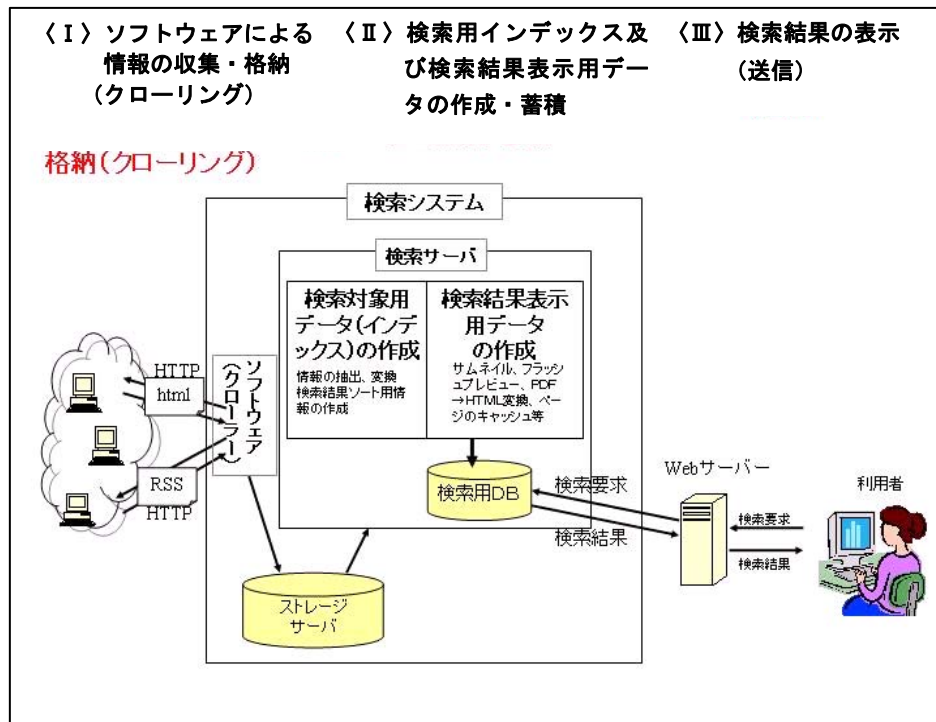 〈Ⅰ〉ソフトウェアによる
情報の収集・格納
(クローリング)
〈Ⅱ〉検索用インデックス及
び検索結果表示用デー
タの作成・蓄積
〈Ⅲ〉検索結果の表示
(送信)
格納(クローリング)
検索システム
検索サーバ
検索対象用
データ(インデ
ックス)の作成
情報の抽出、変換
検索結果ソート用情
報の作成
検索結果表示
用データ
の作成
サムネイル、フラッシ
ュプレビュー、PDF
→HTML変換、ペー
ジのキャッシュ等
HTTP
html
RSS
HTTP
ソフトウェア
(クローラー)
検索用DB
検索要求
検索結果
Webサーバー
利用者
検索要求
検索結果
ストレージ
サーバ